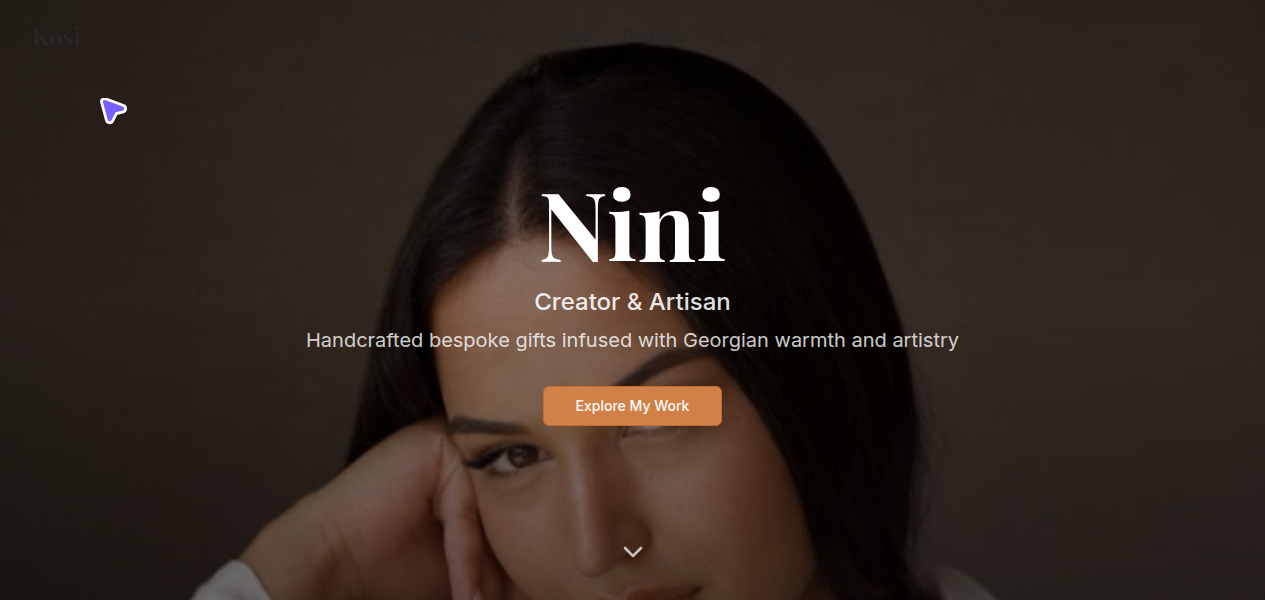 Kosi
About Videos Portfolio Contact
Nini
Creator & Artisan
Handcrafted bespoke gifts infused with Georgian warmth and artistry
Explore My Work